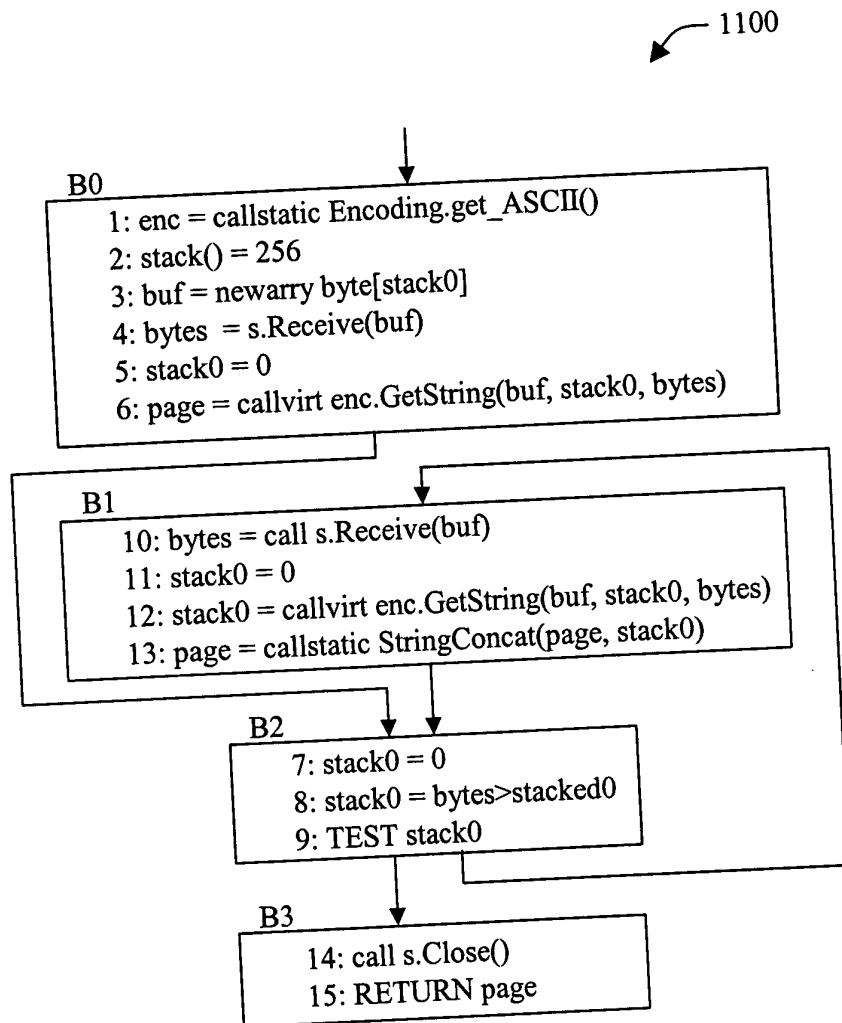 1100
B0
1: enc = callstatic Encoding.get_ASCII()
2: stack() = 256
3: buf = newarry byte[stack0]
4: bytes = s.Receive(buf)
5: stack0 = 0
6: page = callvirt enc.GetString(buf, stack0, bytes)
B1
10: bytes = call s.Receive(buf)
11: stack0 = 0
12: stack0 = callvirt enc.GetString(buf, stack0, bytes)
13: page = callstatic StringConcat(page, stack0)
B2
7: stack0 = 0
8: stack0 = bytes>stacked0
9: TEST stack0
B3
14: call s.Close()
15: RETURN page